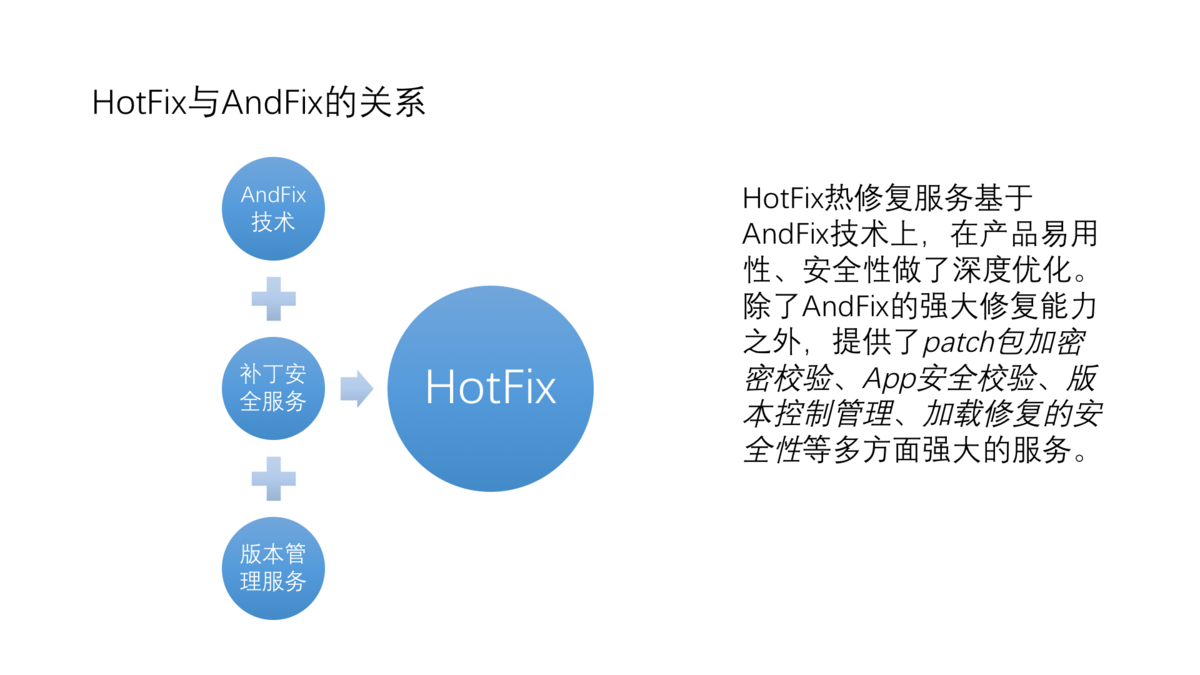 HotFix与AndFix的关系
AndFix
技术
补丁安
全服务
版本管
理服务
HotFix
HotFix热修复服务基于
AndFix技术上，在产品易用
性、安全性做了深度优化。
除了AndFix的强大修复能力
之外，提供了patch包加密
密校验、App安全校验、版
本控制管理、加载修复的安
全性等多方面强大的服务。